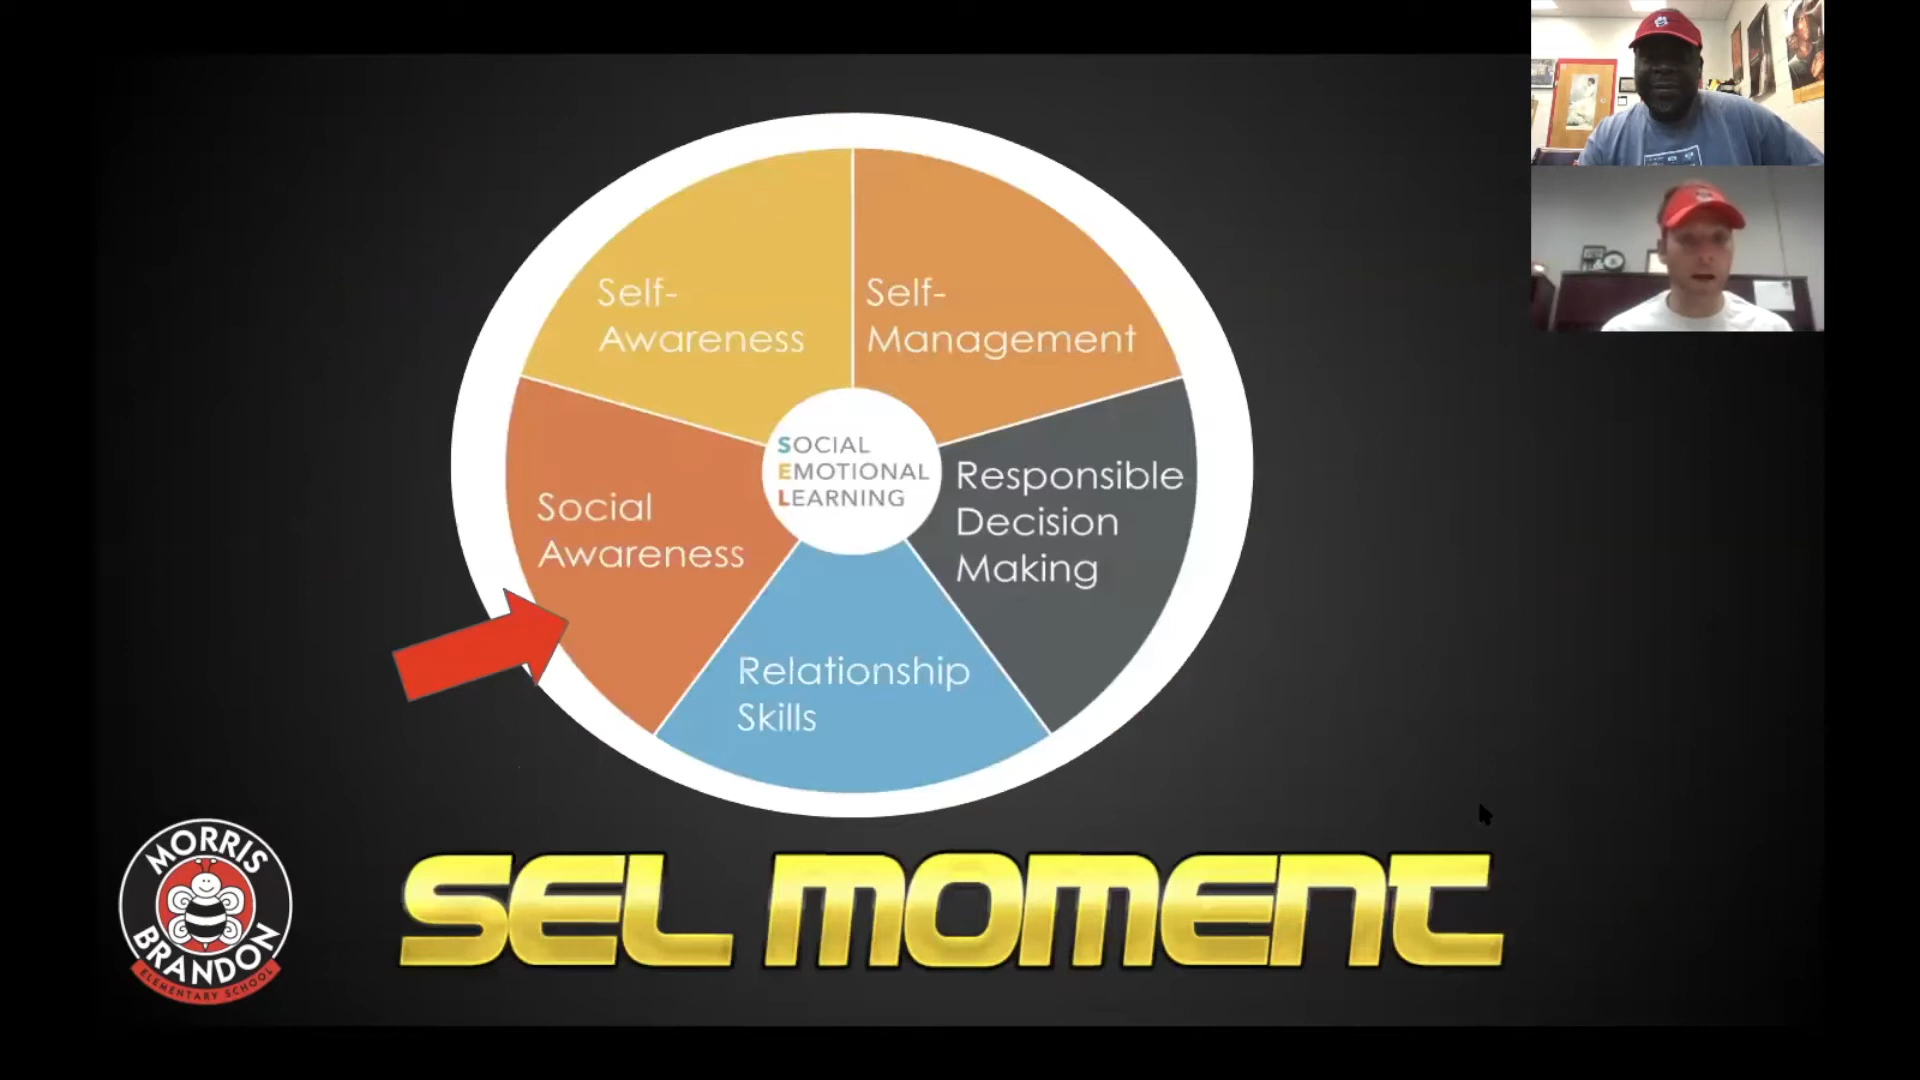 Self-
Awareness
Self-
Management
SOCIAL
EMOTIONAL
LEARNING
Responsible
Decision
Making
Social
Awareness
Relationship
Skills
MORRIS
BRANDON
ELEMENTARY SCHOOL
SEL MOMENT